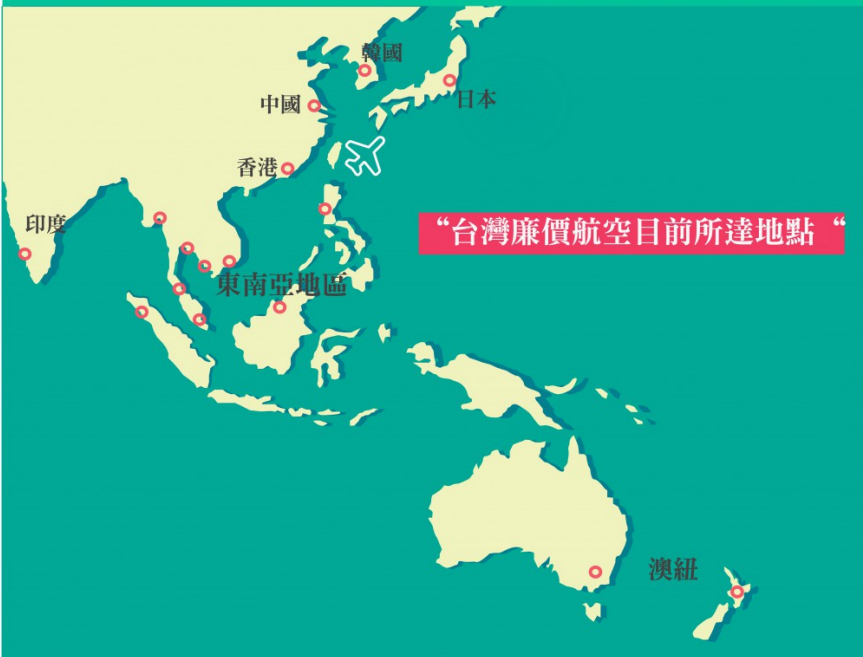 韓國
日本
中國
香港
印度
“台灣廉價航空目前所達地點“
東南亞地區
澳紐